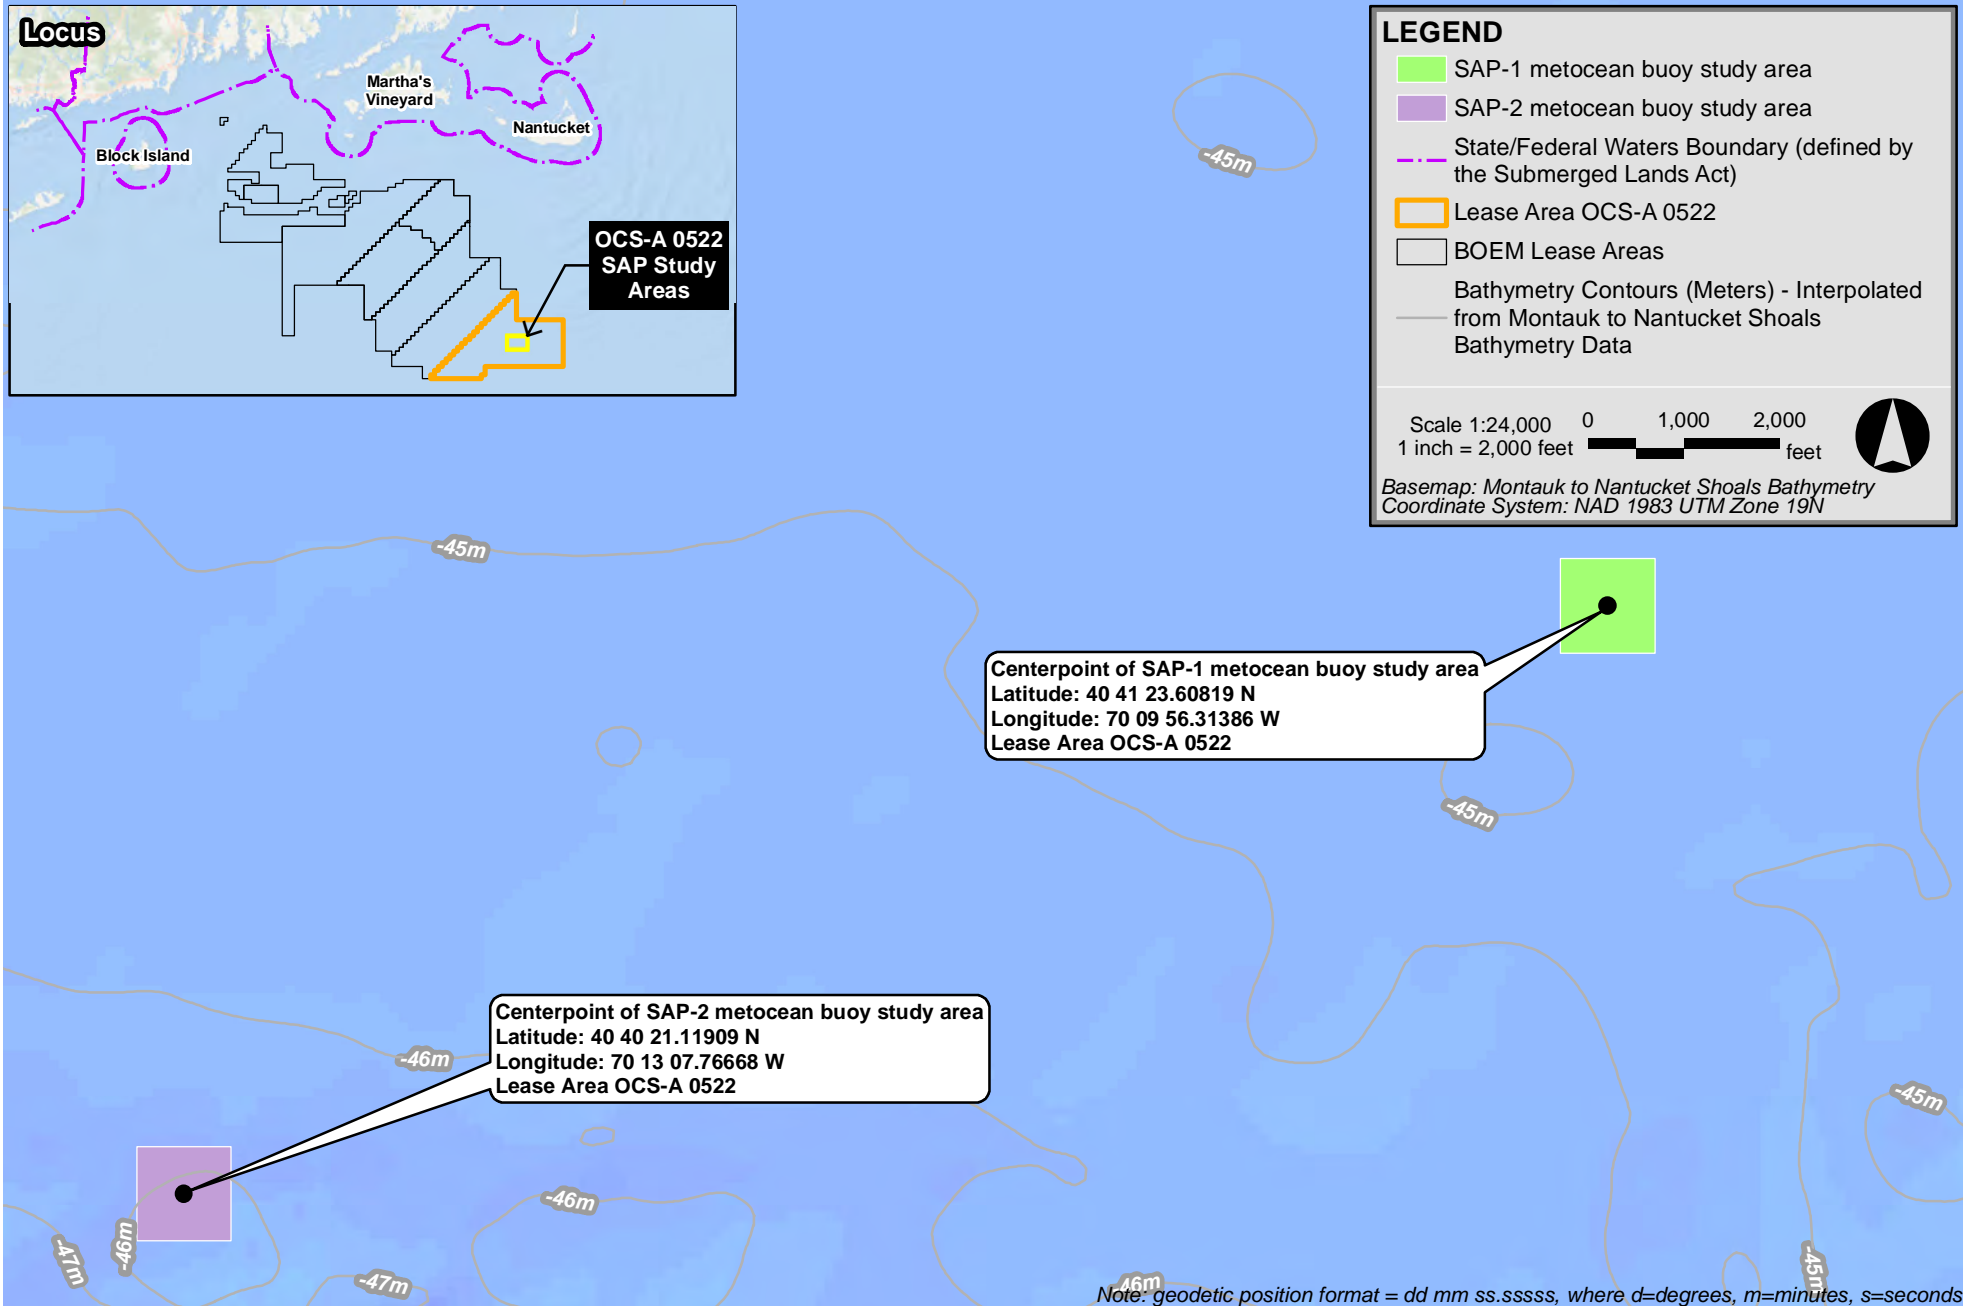 Locus
Martha's
Vineyard
Nantucket
Block Island
OCS-A 0522
SAP Study
Areas
LEGEND
SAP-1 metocean buoy study area
SAP-2 metocean buoy study area
State/Federal Waters Boundary (defined by
the Submerged Lands Act)
Lease Area OCS-A 0522
BOEM Lease Areas
Bathymetry Contours (Meters) - Interpolated
from Montauk to Nantucket Shoals
Bathymetry Data
Scale 1:24,000
1 inch = 2,000 feet
0 1,000 2,000
feet
Basemap: Montauk to Nantucket Shoals Bathymetry
Coordinate System: NAD 1983 UTM Zone 19N
-45m
-45m
Centerpoint of SAP-1 metocean buoy study area
Latitude: 40 41 23.60819 N
Longitude: 70 09 56.31386 W
Lease Area OCS-A 0522
-45m
Centerpoint of SAP-2 metocean buoy study area
Latitude: 40 40 21.11909 N
Longitude: 70 13 07.76668 W
Lease Area OCS-A 0522
-46m
-45m
-46m
-46m
-47m
-47m
-46m
-45m
Note: geodetic position format = dd mm ss.sssss, where d=degrees, m=minutes, s=seconds